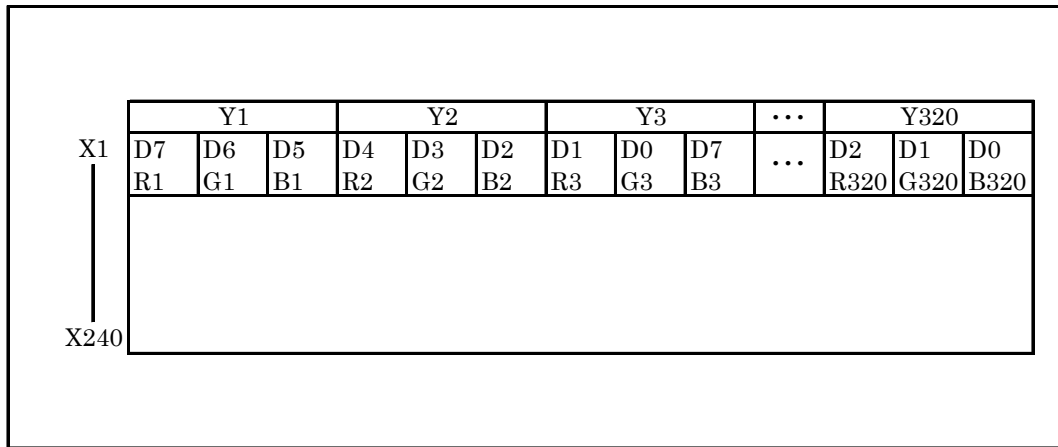 Y1 Y2 Y3 ... Y320
X1 D7 D6 D5 D4 D3 D2 D1 D0 D7 ... D2 D1 D0
R1 G1 B1 R2 G2 B2 R3 G3 B3 R320 G320 B320
X240